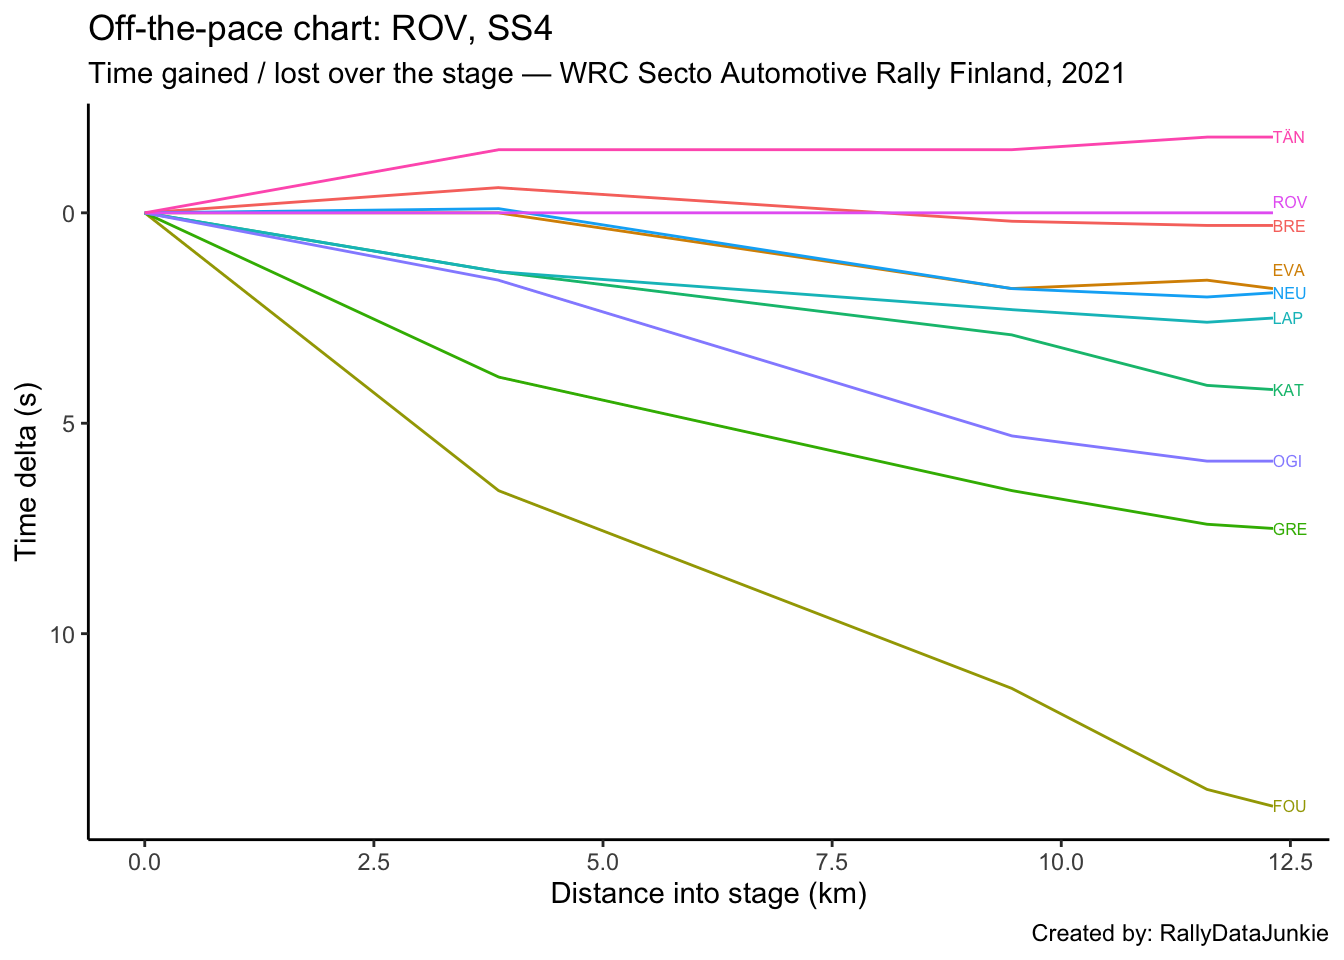 Off-the-pace chart: ROV, SS4
Time gained / lost over the stage — WRC Secto Automotive Rally Finland, 2021
TÄN
ROV
BRE
EVA
NEU
LAP
KAT
OGI
GRE
FOU
Time delta (s)
0
5
10
0.0 2.5 5.0 7.5 10.0 12.5
Distance into stage (km)
Created by: RallyDataJunkie